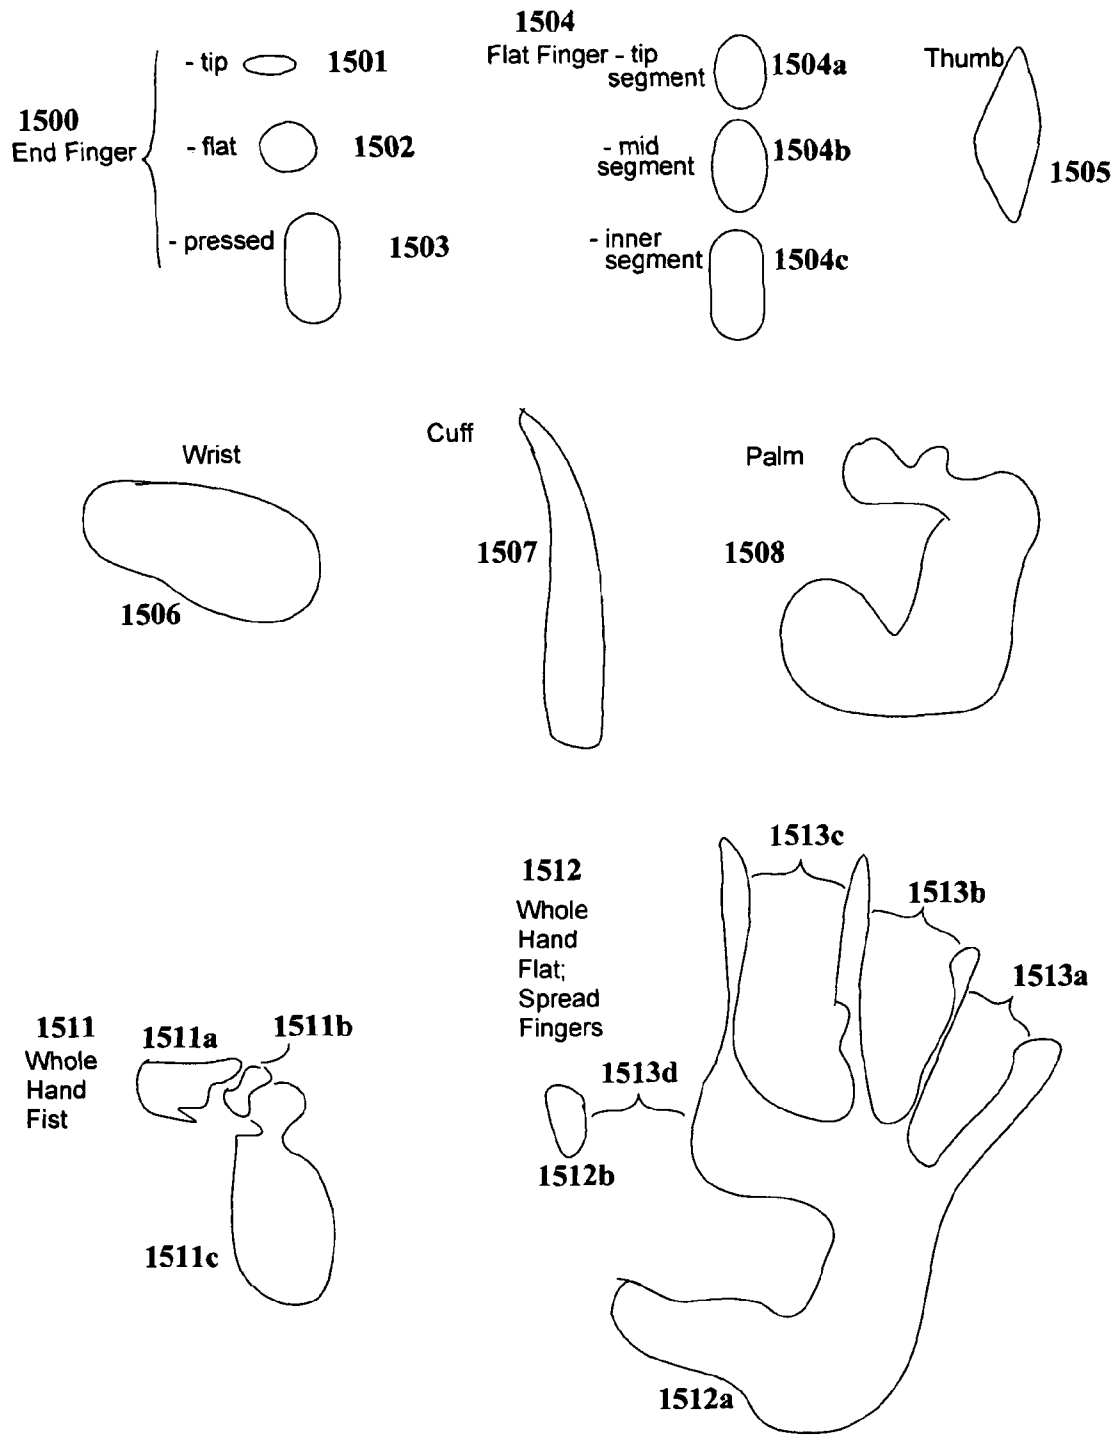 1500
End Finger
- tip 1501
- flat 1502
- pressed 1503
1504
Flat Finger - tip
segment 1504a
- mid
segment 1504b
- inner
segment 1504c
Thumb
1505
Wrist
1506
Cuff
1507
Palm
1508
1511
Whole
Hand
Fist
1511a
1511b
1511c
1512
Whole
Hand
Flat;
Spread
Fingers
1513c
1513b
1513a
1513d
1512b
1512a